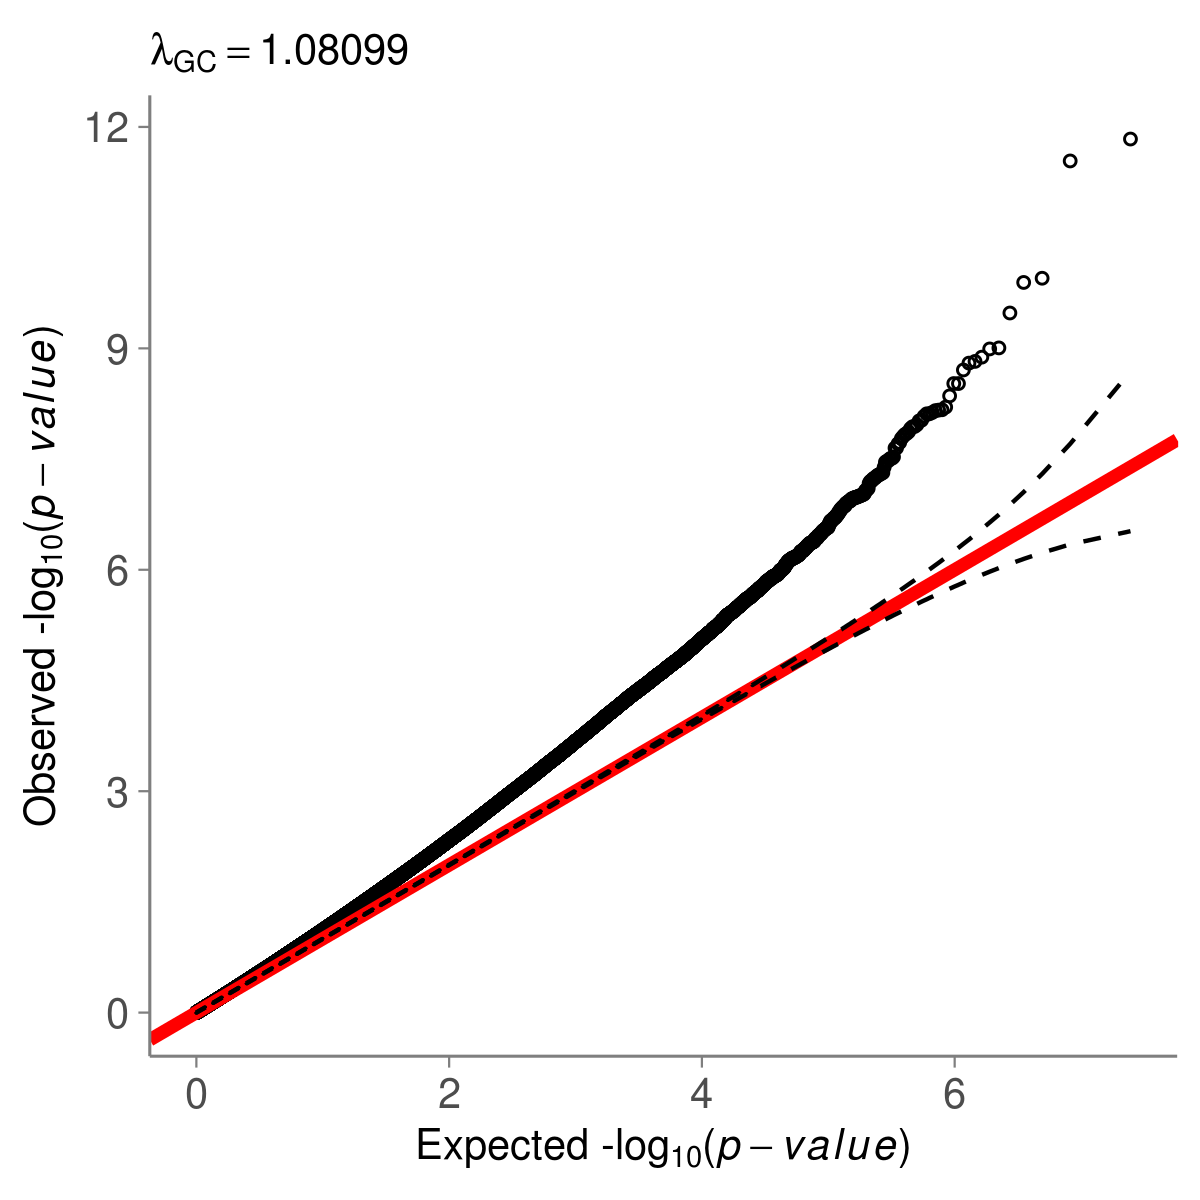 λGC = 1.08099
12
9
6
3
0
Observed -log10(p − value)
0 2 4 6
Expected -log10(p − value)